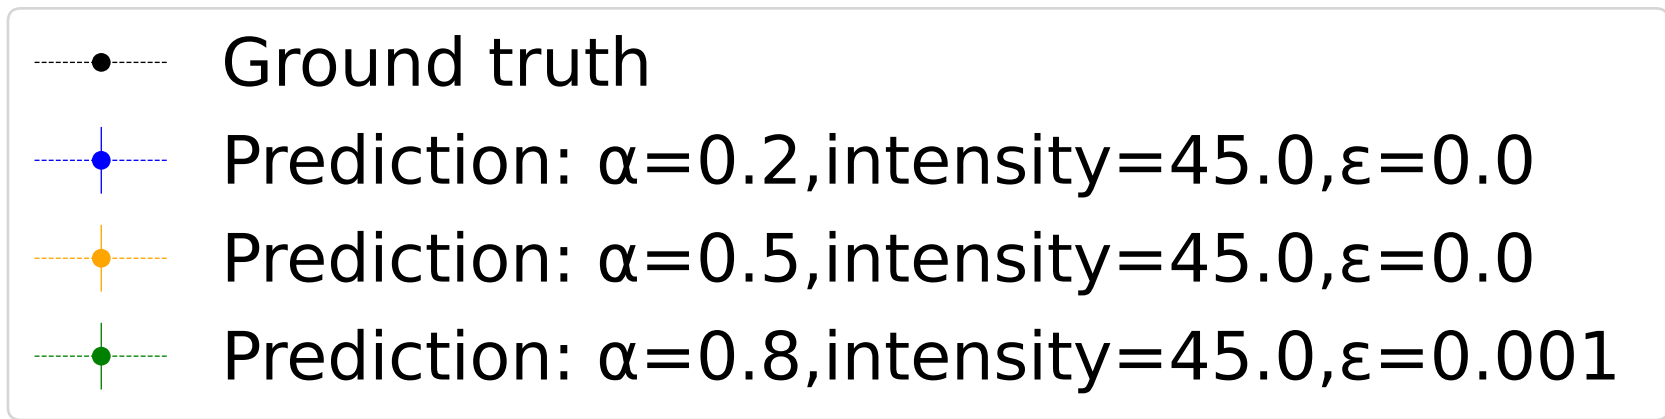 Ground truth
Prediction: α=0.2,intensity=45.0,ε=0.0
Prediction: α=0.5,intensity=45.0,ε=0.0
Prediction: α=0.8,intensity=45.0,ε=0.001